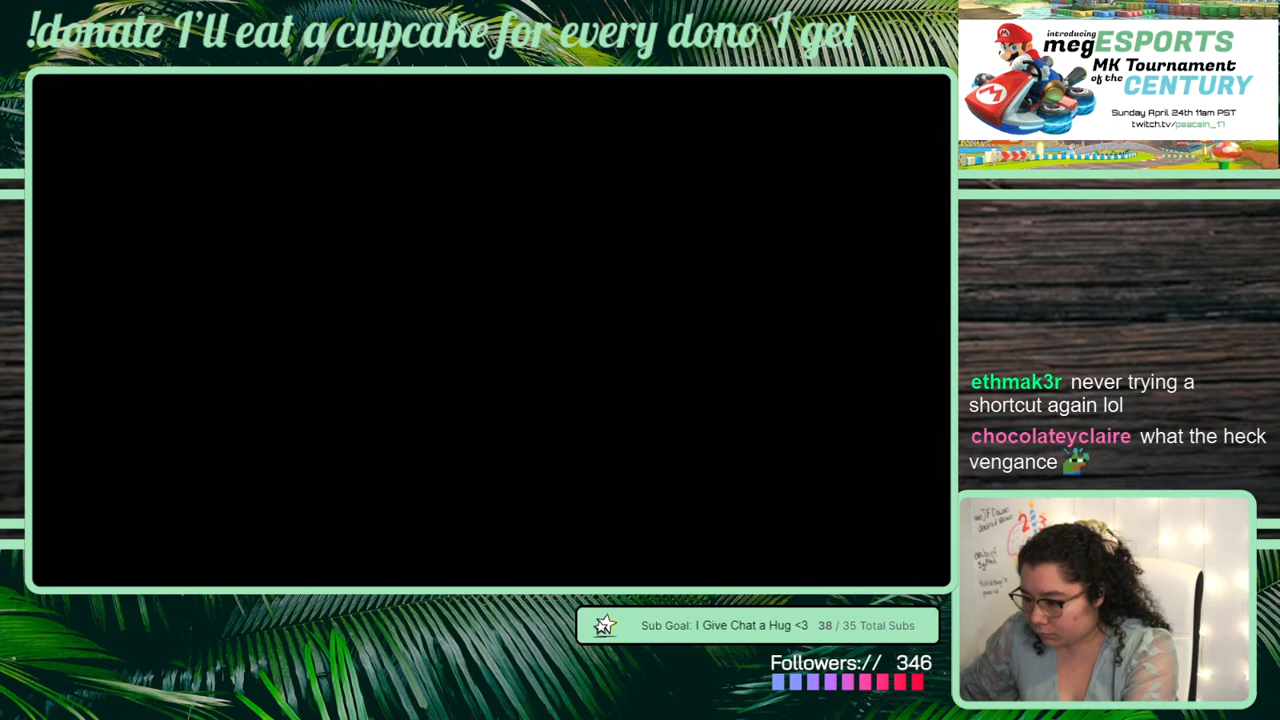 !donate I'll eat a cupcake for every dono I get
introducing
megESPORTS
MK Tournament
of the CENTURY
Sunday April 24th 11am PST
twitch.tv/peacein_17
ethmak3r never trying a
shortcut again lol
chocolateyclaire what the heck
vengance
Sub Goal: I Give Chat a Hug <3 38 / 35 Total Subs
Followers:// 346